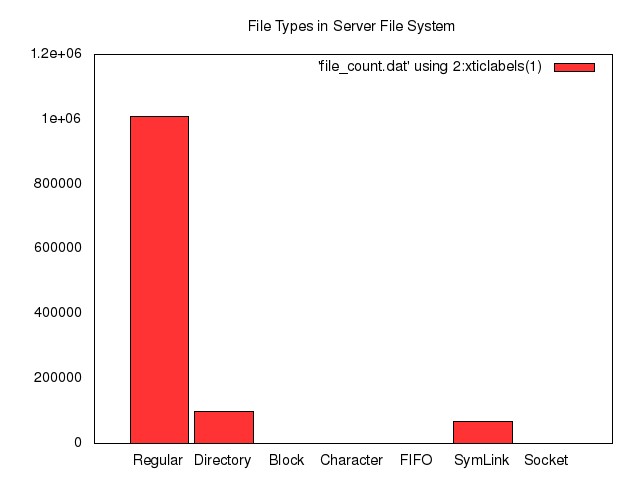 File Types in Server File System
1.2e+06
'file_count.dat' using 2:xticlabels(1)
1e+06
800000
600000
400000
200000
0
Regular Directory Block Character FIFO SymLink Socket